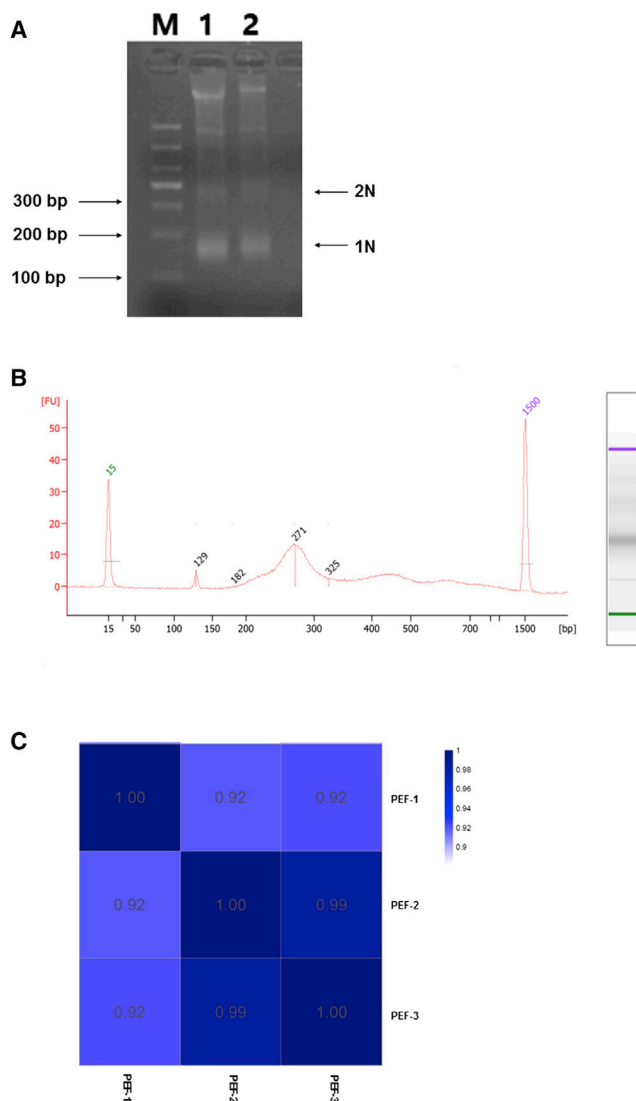 A
M 1 2
300 bp
2N
200 bp
1N
100 bp
B
[FU]
50
40
30
20
10
0
15
129
182
271
325
1500
15 50 100 150 200 300 400 500 700 1500 [bp]
C
1.00 0.92 0.92 PEF-1
0.92 1.00 0.99 PEF-2
0.92 0.99 1.00 PEF-3
PEF-1 PEF-2 PEF-3
1
0.98
0.96
0.94
0.92
0.9